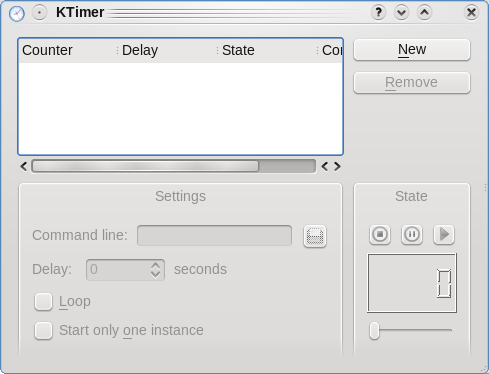 KTimer
Counter Delay State Cor
New
Remove
Settings
State
Command line:
Delay: 0 seconds
0
Loop
Start only one instance